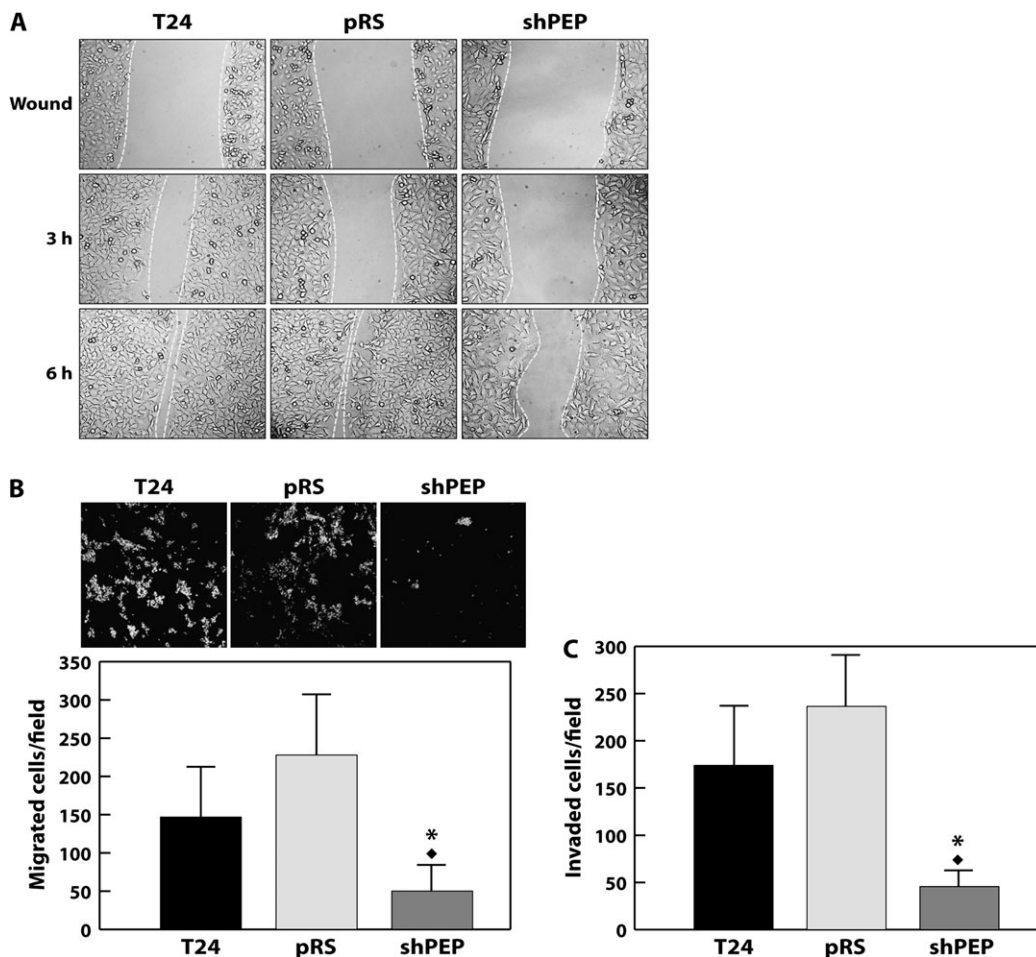 A
T24 pRS shPEP
Wound
3 h
6 h
B
T24 pRS shPEP
Migrated cells/field
350
300
250
200
150
100
50
0
*
◆
T24 pRS shPEP
C
Invaded cells/field
300
250
200
150
100
50
0
*
◆
T24 pRS shPEP